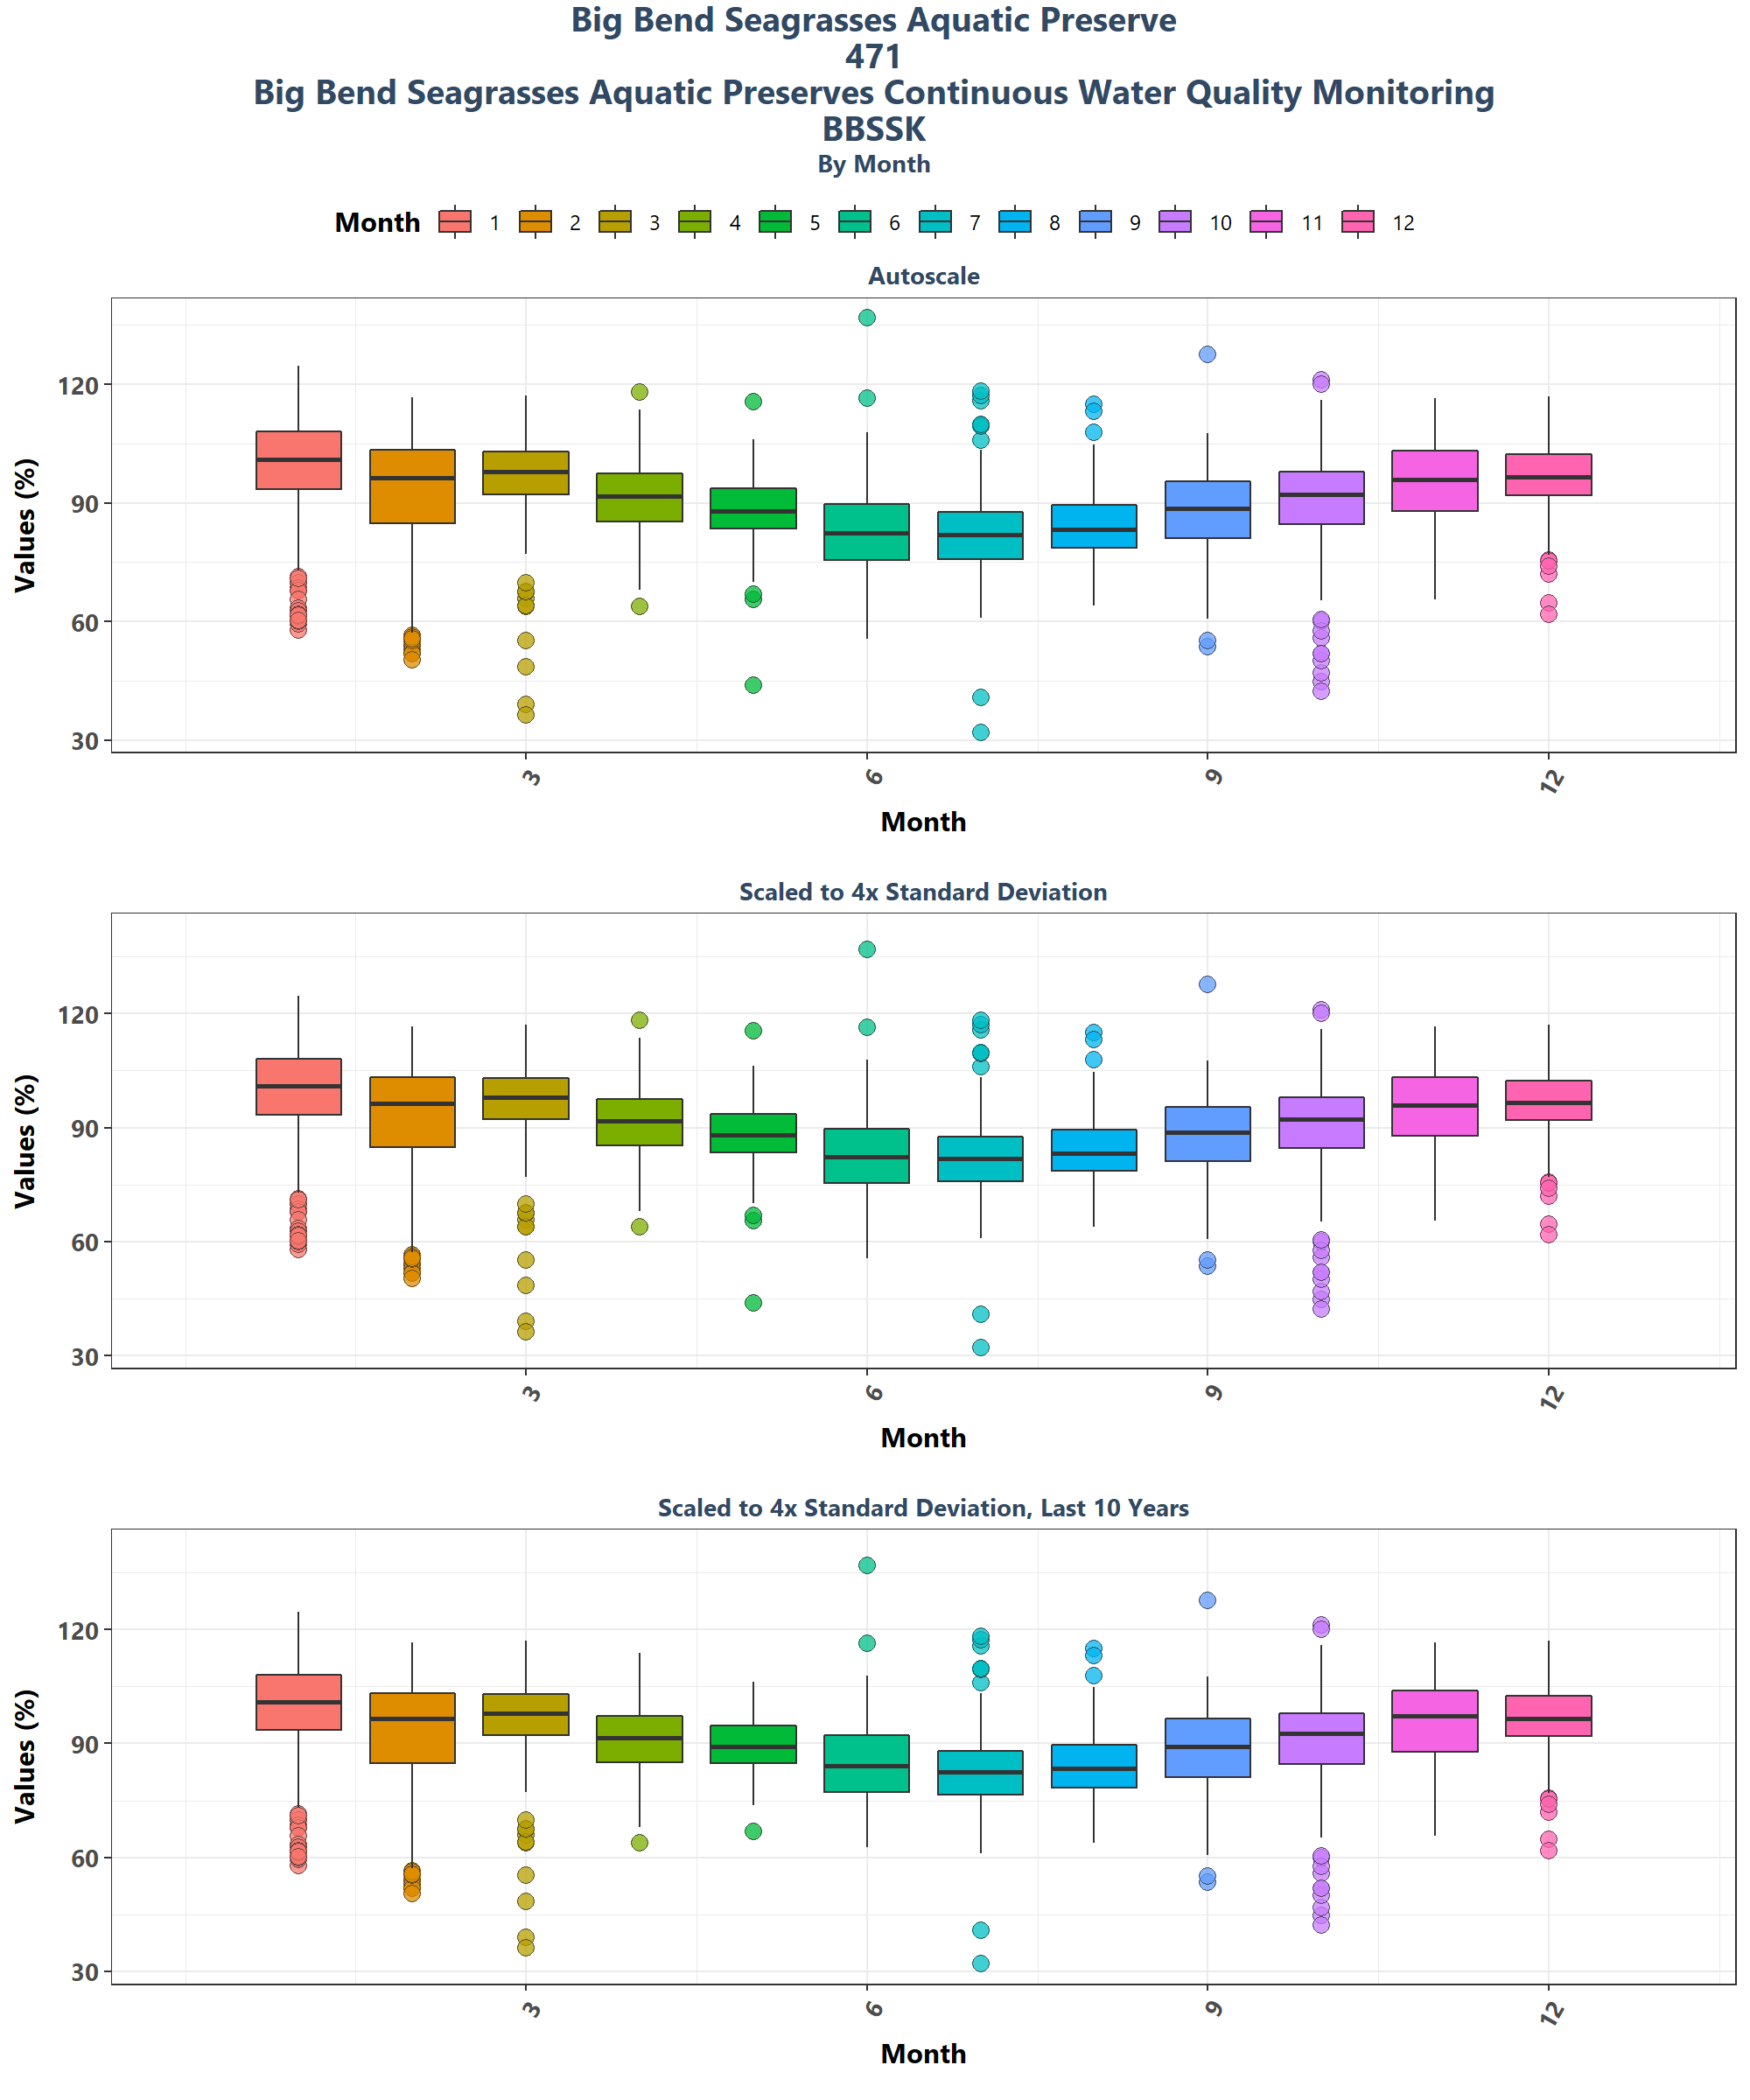 Big Bend Seagrasses Aquatic Preserve
471
Big Bend Seagrasses Aquatic Preserves Continuous Water Quality Monitoring
BBSSK
By Month
Month 1 2 3 4 5 6 7 8 9 10 11 12
Autoscale
Values (%)
120
90
60
30
3 6 9 12
Month
Scaled to 4x Standard Deviation
Values (%)
120
90
60
30
3 6 9 12
Month
Scaled to 4x Standard Deviation, Last 10 Years
Values (%)
120
90
60
30
3 6 9 12
Month